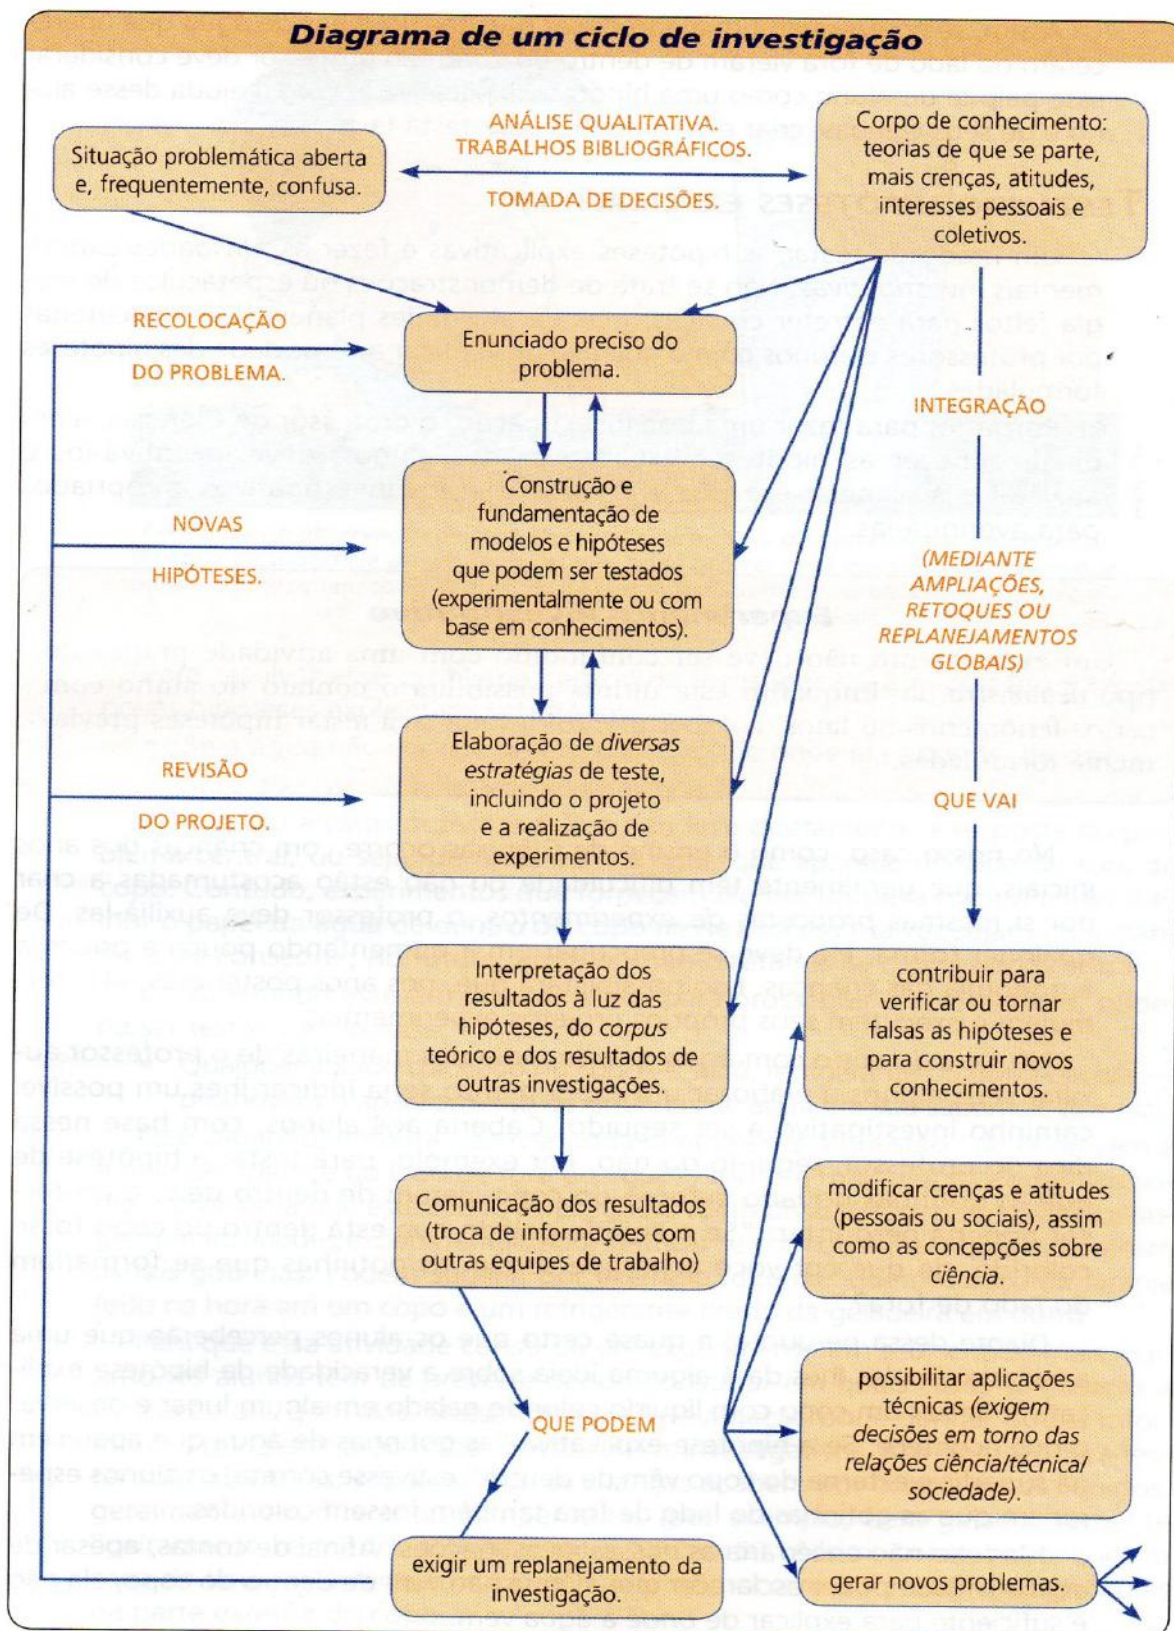 Diagrama de um ciclo de investigação
Situação problemática aberta
e, frequentemente, confusa.
ANÁLISE QUALITATIVA.
TRABALHOS BIBLIOGRÁFICOS.
TOMADA DE DECISÕES.
Corpo de conhecimento:
teorias de que se parte,
mais crenças, atitudes,
interesses pessoais e
coletivos.
RECOLOCAÇÃO
DO PROBLEMA.
Enunciado preciso do
problema.
INTEGRAÇÃO
NOVAS
HIPÓTESES.
Construção e
fundamentação de
modelos e hipóteses
que podem ser testados
(experimentalmente ou com
base em conhecimentos).
(MEDIANTE
AMPLIAÇÕES,
RETOQUES OU
REPLANEJAMENTOS
GLOBAIS)
REVISÃO
DO PROJETO.
Elaboração de diversas
estratégias de teste,
incluindo o projeto
e a realização de
experimentos.
QUE VAI
Interpretação dos
resultados à luz das
hipóteses, do corpus
teórico e dos resultados de
outras investigações.
contribuir para
verificar ou tornar
falsas as hipóteses e
para construir novos
conhecimentos.
Comunicação dos resultados
(troca de informações com
outras equipes de trabalho)
modificar crenças e atitudes
(pessoais ou sociais), assim
como as concepções sobre
ciência.
QUE PODEM
possibilitar aplicações
técnicas (exigem
decisões em torno das
relações ciência/técnica/
sociedade).
exigir um replanejamento da
investigação.
gerar novos problemas.